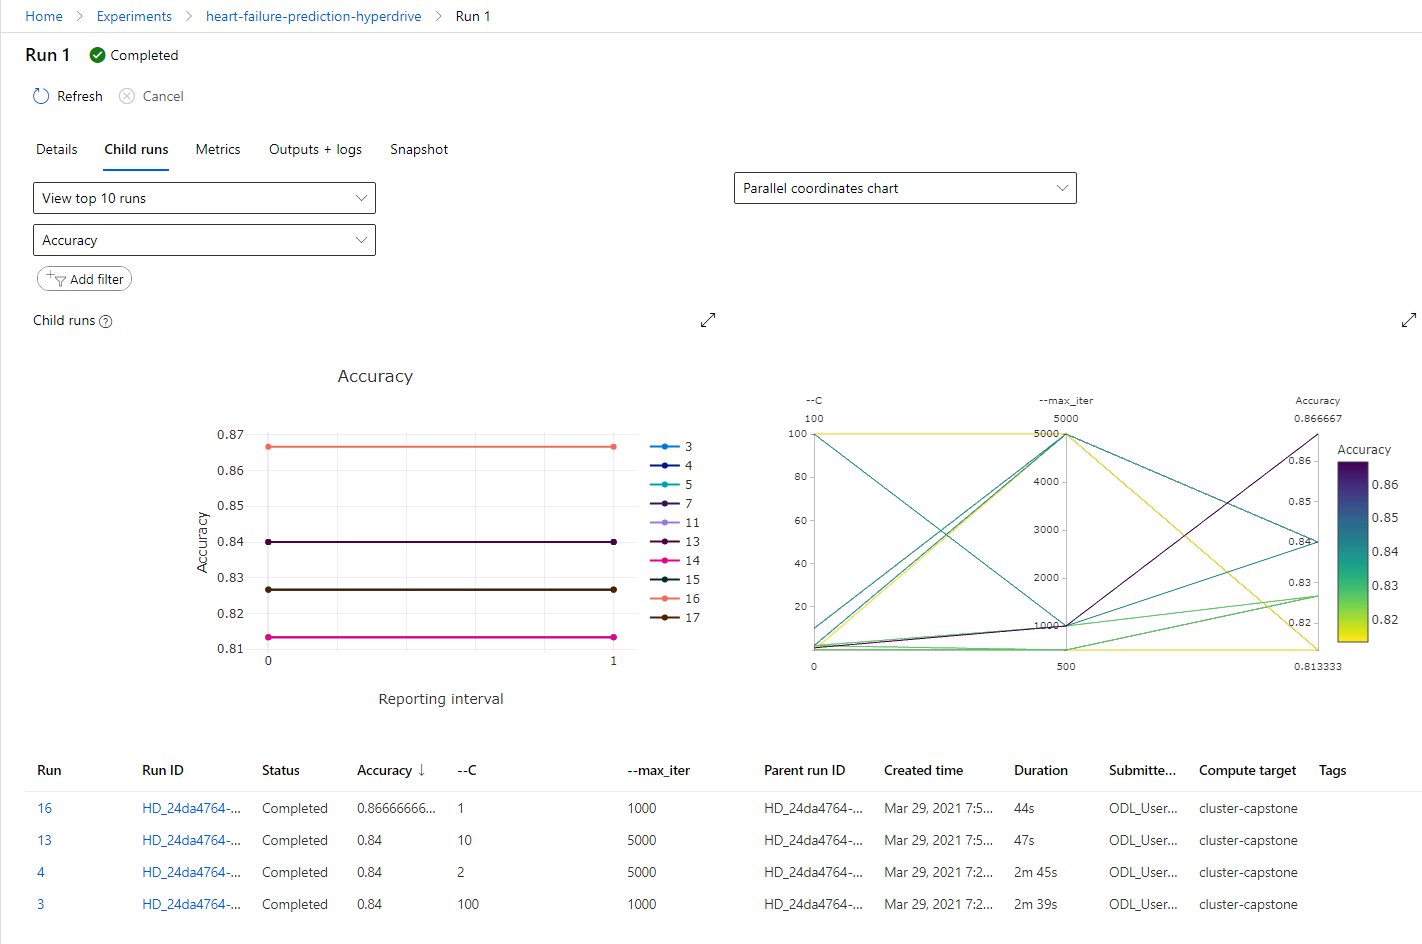 Home > Experiments > heart-failure-prediction-hyperdrive > Run 1
Run 1 Completed
Refresh Cancel
Details Child runs Metrics Outputs + logs Snapshot
View top 10 runs
Parallel coordinates chart
Accuracy
Add filter
Child runs ?
Accuracy
0.87
0.86
0.85
0.84
0.83
0.82
0.81
Accuracy
0 1
Reporting interval
3
4
5
7
11
13
14
15
16
17
--C --max_iter Accuracy
100 5000 0.866667
100
80
60
40
20
0
5000
4000
3000
2000
1000
500
0.86
0.85
0.84
0.83
0.82
0.813333
Accuracy
0.86
0.85
0.84
0.83
0.82
Run Run ID Status Accuracy ↓ --C --max_iter Parent run ID Created time Duration Submitte... Compute target Tags
16 HD_24da4764-... Completed 0.86666666... 1 1000 HD_24da4764-... Mar 29, 2021 7:5... 44s ODL_User... cluster-capstone
13 HD_24da4764-... Completed 0.84 10 5000 HD_24da4764-... Mar 29, 2021 7:5... 47s ODL_User... cluster-capstone
4 HD_24da4764-... Completed 0.84 2 5000 HD_24da4764-... Mar 29, 2021 7:2... 2m 45s ODL_User... cluster-capstone
3 HD_24da4764-... Completed 0.84 100 1000 HD_24da4764-... Mar 29, 2021 7:2... 2m 39s ODL_User... cluster-capstone